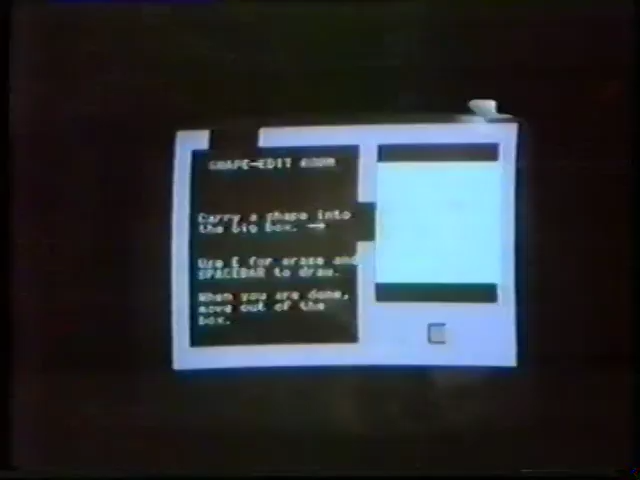 SHAPE-EDIT ROOM
Carry a shape into
the big box. →
Use E for erase and
SPACEBAR to draw.
When you are done,
move out of the
box.